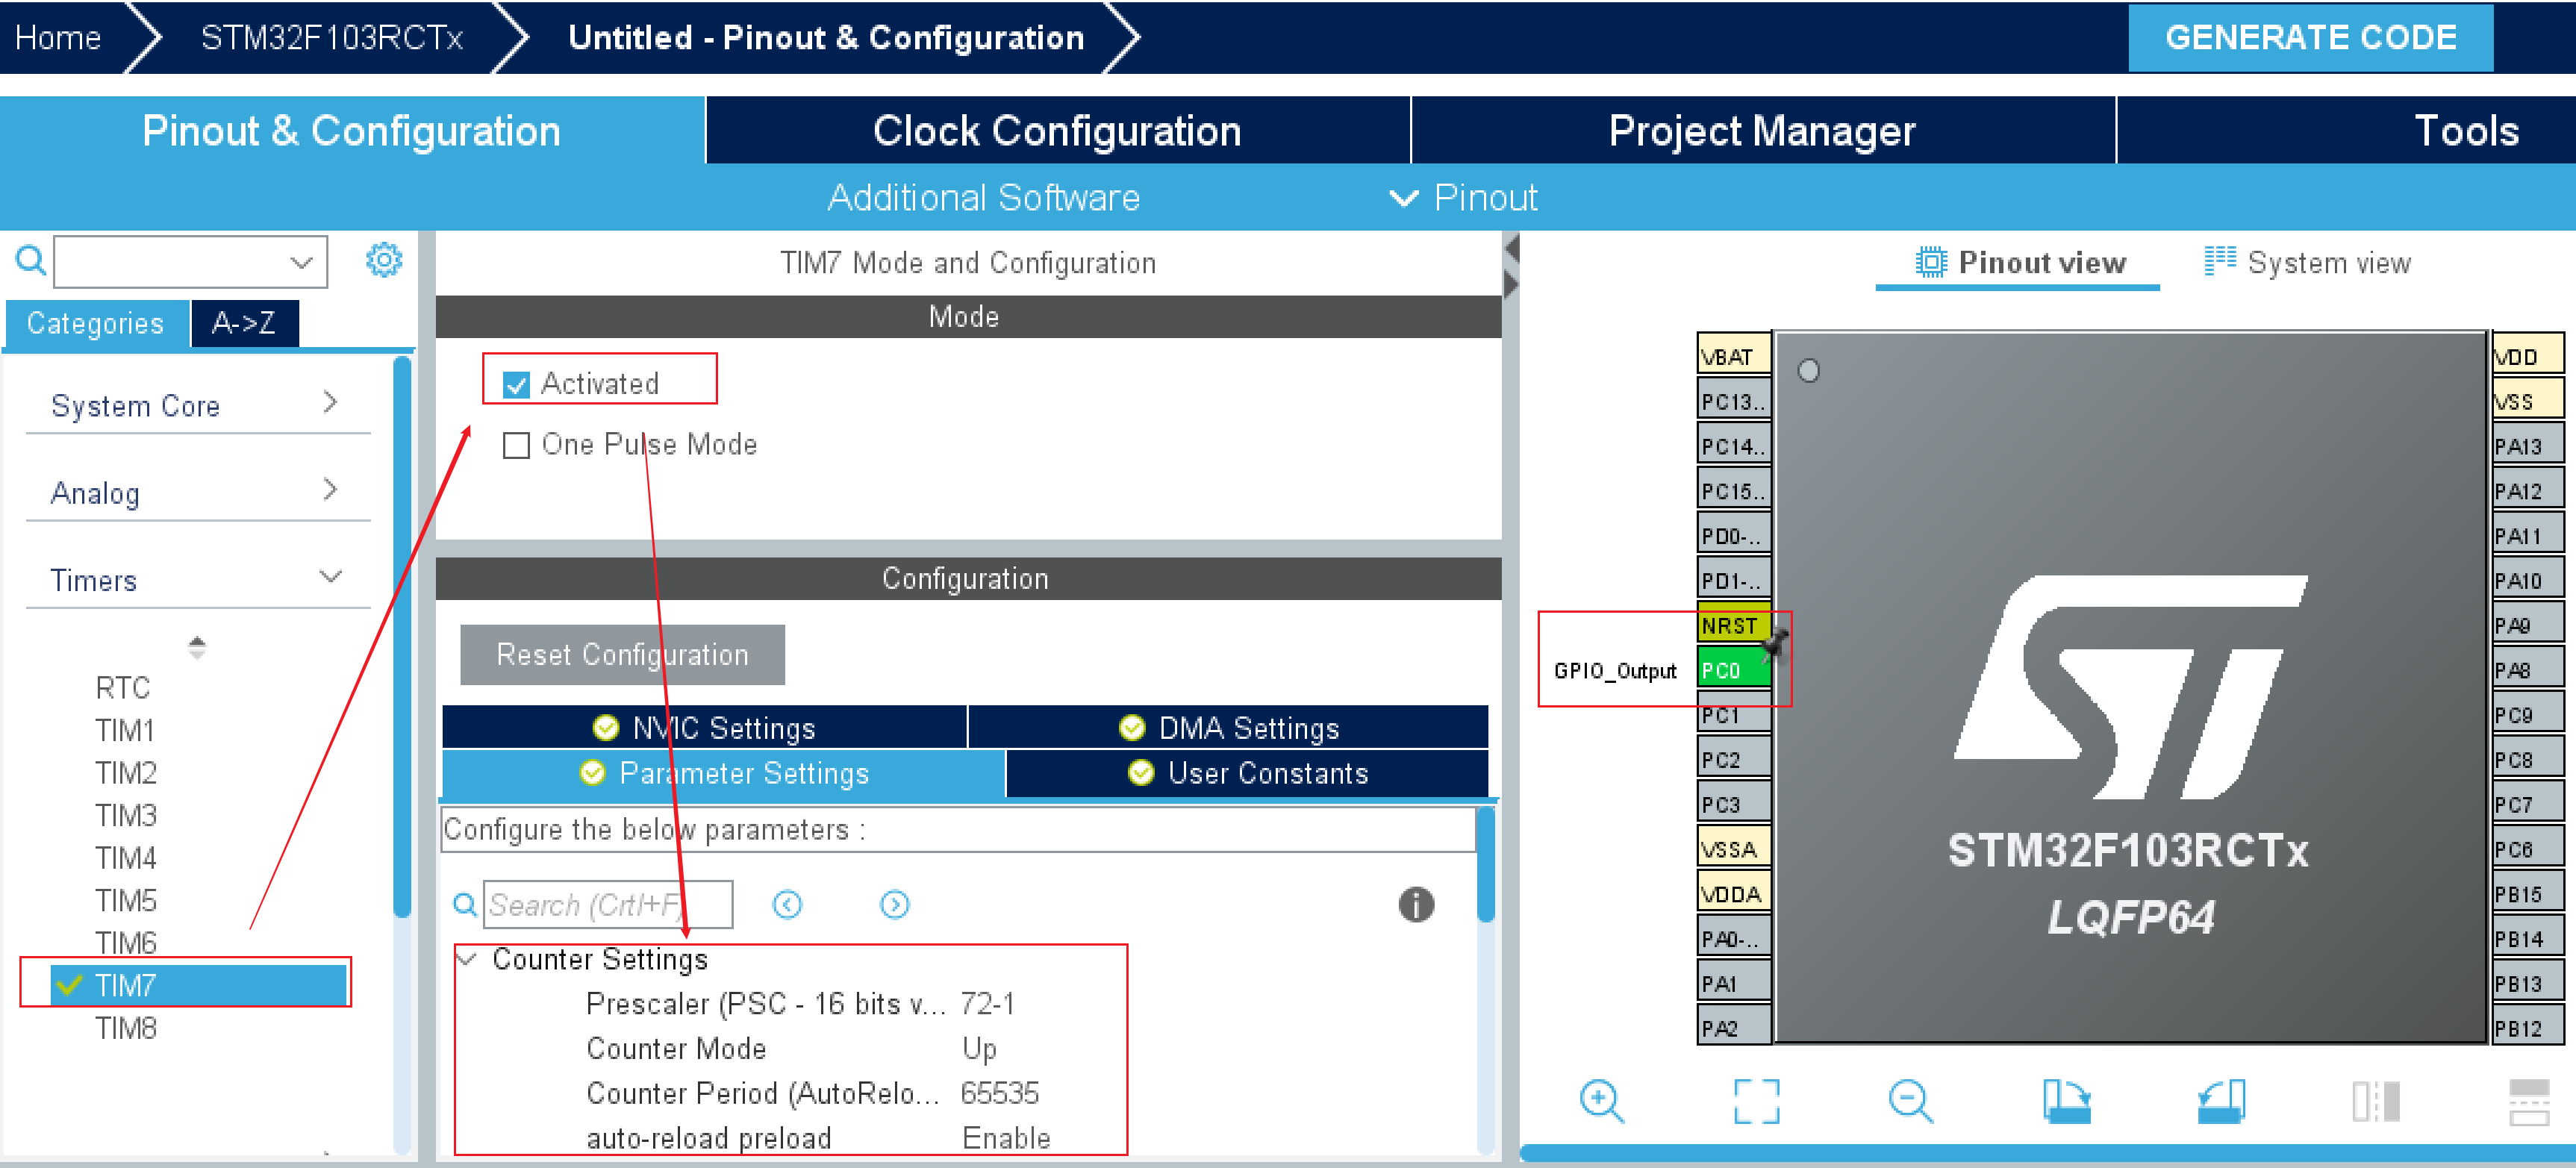 Home STM32F103RCTx Untitled - Pinout & Configuration GENERATE CODE
Pinout & Configuration Clock Configuration Project Manager Tools
Additional Software Pinout
TIM7 Mode and Configuration
Pinout view System view
Categories A->Z
Mode
System Core
Analog
Timers
RTC
TIM1
TIM2
TIM3
TIM4
TIM5
TIM6
TIM7
TIM8
Activated
One Pulse Mode
Configuration
Reset Configuration
NVIC Settings DMA Settings
Parameter Settings User Constants
Configure the below parameters :
Search (Crtl+F)
Counter Settings
Prescaler (PSC - 16 bits v... 72-1
Counter Mode Up
Counter Period (AutoRelo... 65535
auto-reload preload Enable
VBAT
PC13..
PC14..
PC15..
PD0-..
PD1-..
NRST
GPIO_Output PC0
PC1
PC2
PC3
VSSA
VDDA
PA0-..
PA1
PA2
ST
STM32F103RCTx
LQFP64
VDD
VSS
PA13
PA12
PA11
PA10
PA9
PA8
PC9
PC8
PC7
PC6
PB15
PB14
PB13
PB12